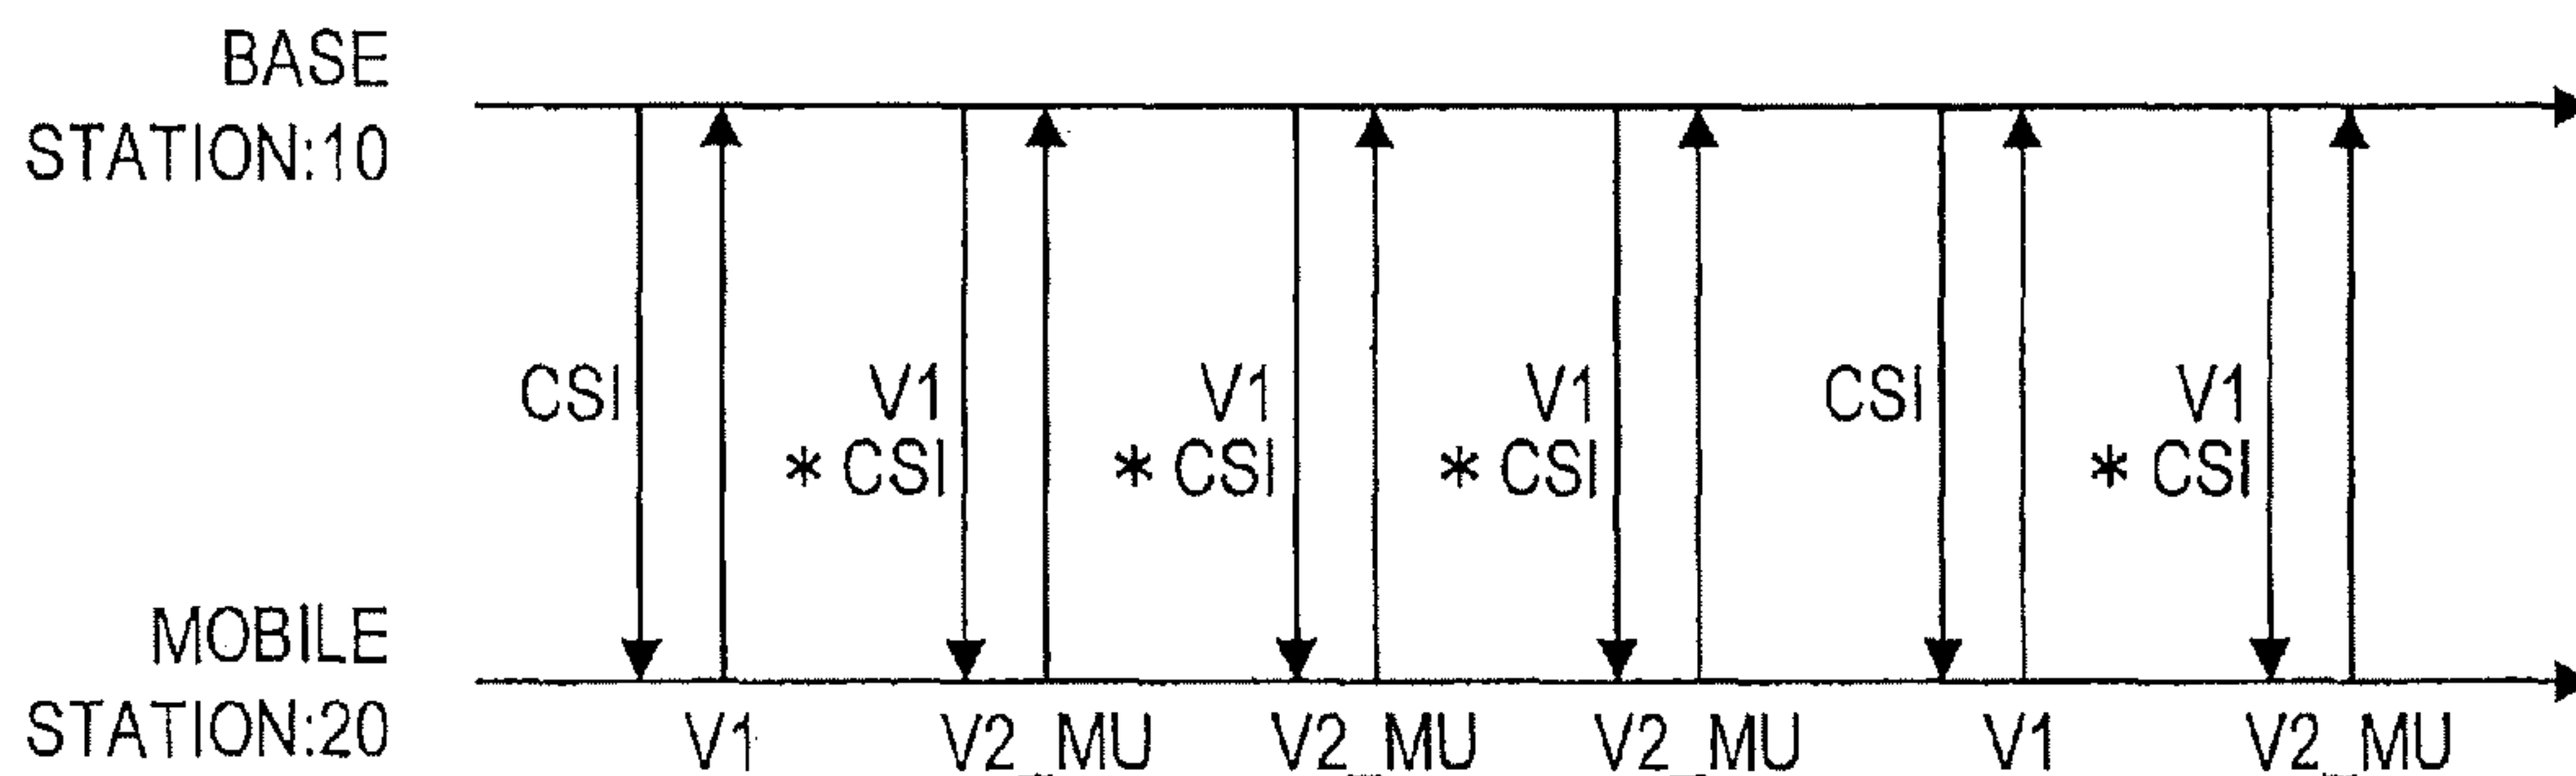 BASE
STATION:10
CSI
V1
* CSI
V1
* CSI
V1
* CSI
CSI
V1
* CSI
MOBILE
STATION:20
V1
V2_MU
V2_MU
V2_MU
V1
V2_MU